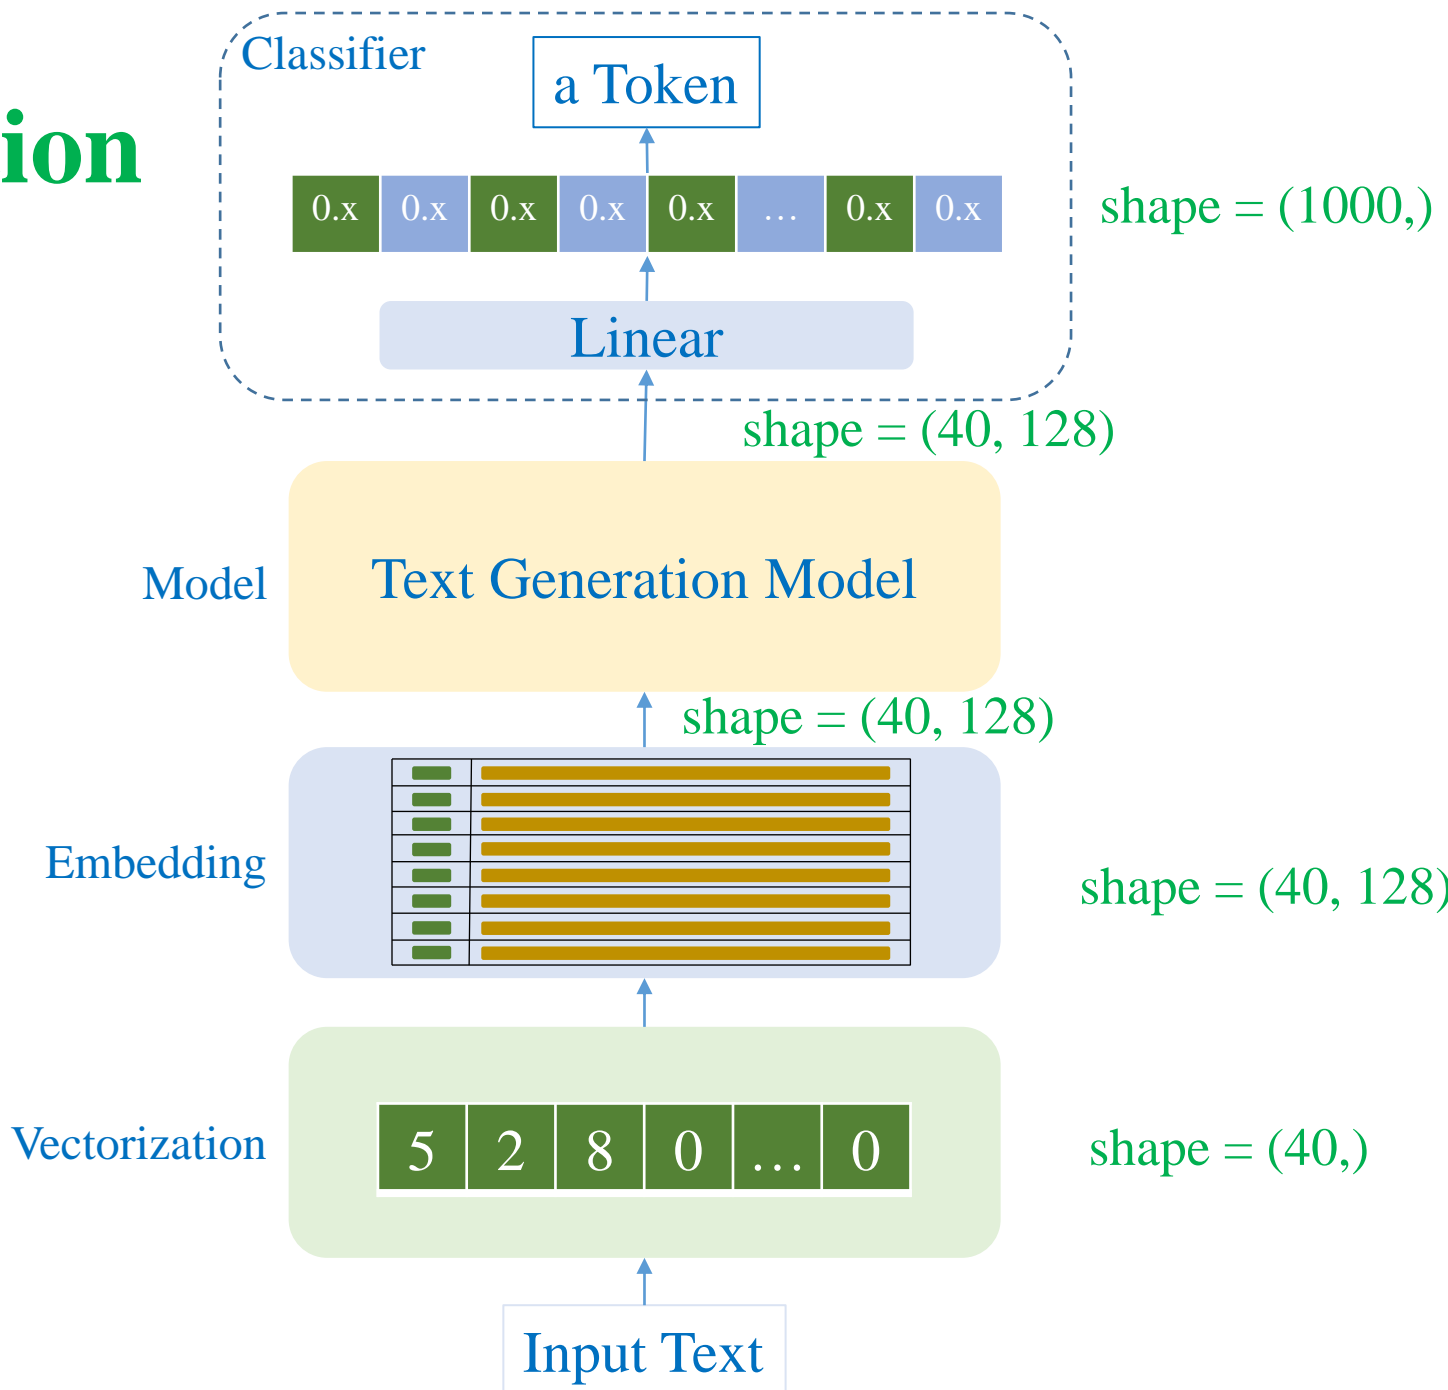 Classifier
a Token
ion
0.x 0.x 0.x 0.x 0.x … 0.x 0.x
shape = (1000,)
Linear
shape = (40, 128)
Model
Text Generation Model
shape = (40, 128)
Embedding
shape = (40, 128)
Vectorization
5 2 8 0 … 0
shape = (40,)
Input Text